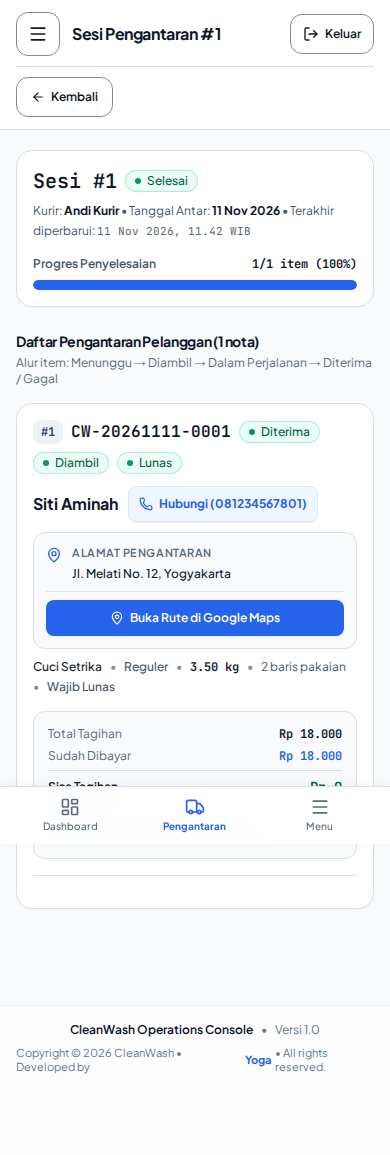 Sesi Pengantaran #1
Keluar
Kembali
Sesi #1 Selesai
Kurir: Andi Kurir • Tanggal Antar: 11 Nov 2026 • Terakhir
diperbarui: 11 Nov 2026, 11.42 WIB
Progres Penyelesaian 1/1 item (100%)
Daftar Pengantaran Pelanggan (1 nota)
Alur item: Menunggu → Diambil → Dalam Perjalanan → Diterima
/ Gagal
#1 CW-20261111-0001 Diterima
Diambil Lunas
Siti Aminah Hubungi (081234567801)
ALAMAT PENGANTARAN
Jl. Melati No. 12, Yogyakarta
Buka Rute di Google Maps
Cuci Setrika • Reguler • 3.50 kg • 2 baris pakaian
• Wajib Lunas
Total Tagihan Rp 18.000
Sudah Dibayar Rp 18.000
Sisa Tagihan Rp 0
Dashboard Pengantaran Menu
CleanWash Operations Console • Versi 1.0
Copyright © 2026 CleanWash • Developed by Yoga • All rights reserved.